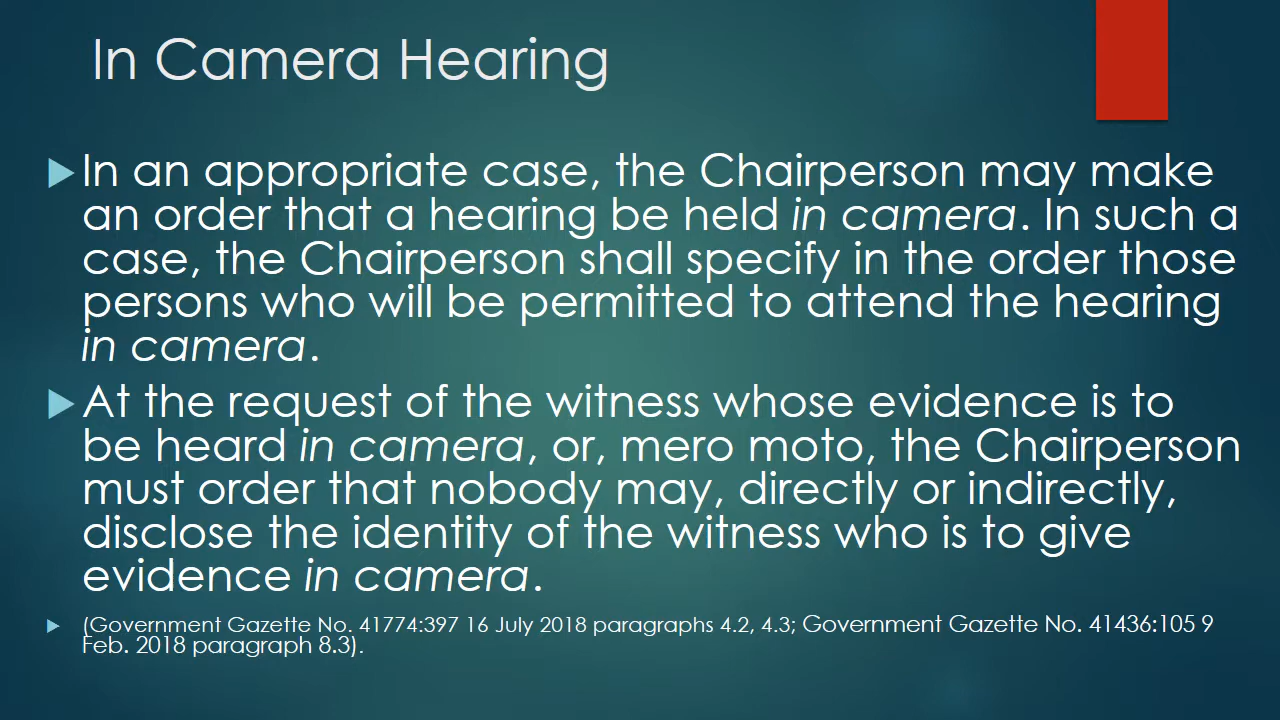 In Camera Hearing
In an appropriate case, the Chairperson may make
an order that a hearing be held in camera. In such a
case, the Chairperson shall specify in the order those
persons who will be permitted to attend the hearing
in camera.
At the request of the witness whose evidence is to
be heard in camera, or, mero moto, the Chairperson
must order that nobody may, directly or indirectly,
disclose the identity of the witness who is to give
evidence in camera.
(Government Gazette No. 41774:397 16 July 2018 paragraphs 4.2, 4.3; Government Gazette No. 41436:105 9
Feb. 2018 paragraph 8.3).